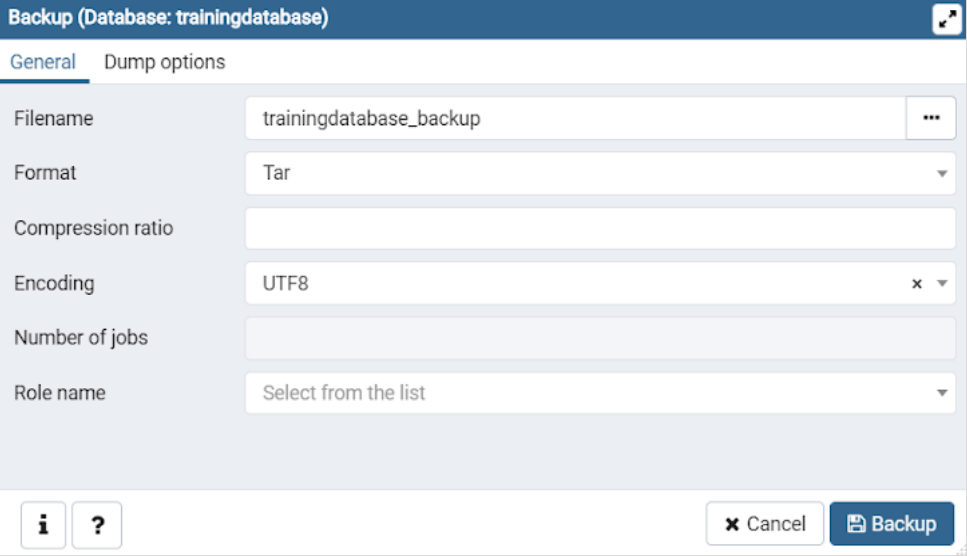 Backup (Database: trainingdatabase)
General Dump options
Filename trainingdatabase_backup ...
Format Tar
Compression ratio
Encoding UTF8 ×
Number of jobs
Role name Select from the list
i ? × Cancel Backup